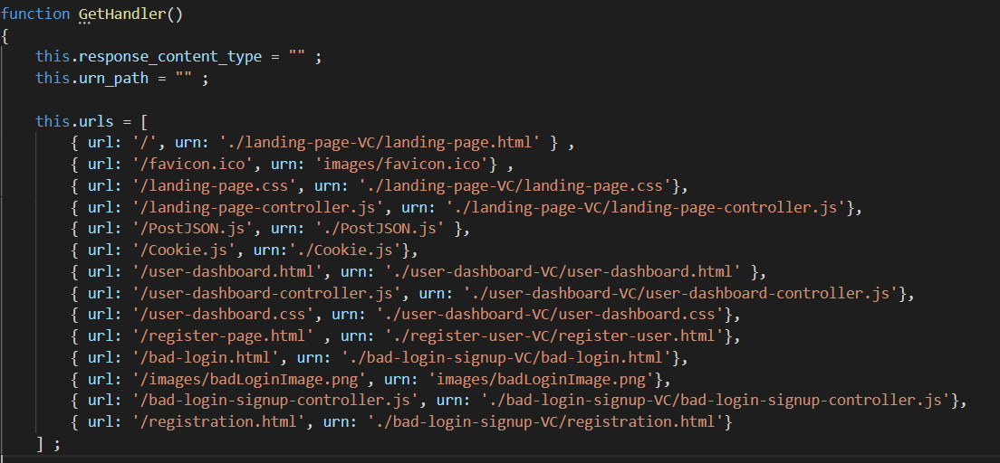 function GetHandler()
{
    this.response_content_type = "" ;
    this.urn_path = "" ;

    this.urls = [
        { url: '/', urn: './landing-page-VC/landing-page.html' } ,
        { url: '/favicon.ico', urn: 'images/favicon.ico'} ,
        { url: '/landing-page.css', urn: './landing-page-VC/landing-page.css'},
        { url: '/landing-page-controller.js', urn: './landing-page-VC/landing-page-controller.js'},
        { url: '/PostJSON.js', urn: './PostJSON.js' },
        { url: '/Cookie.js', urn:'./Cookie.js'},
        { url: '/user-dashboard.html', urn: './user-dashboard-VC/user-dashboard.html' },
        { url: '/user-dashboard-controller.js', urn: './user-dashboard-VC/user-dashboard-controller.js'},
        { url: '/user-dashboard.css', urn: './user-dashboard-VC/user-dashboard.css'},
        { url: '/register-page.html' , urn: './register-user-VC/register-user.html'},
        { url: '/bad-login.html', urn: './bad-login-signup-VC/bad-login.html'},
        { url: '/images/badLoginImage.png', urn: 'images/badLoginImage.png'},
        { url: '/bad-login-signup-controller.js', urn: './bad-login-signup-VC/bad-login-signup-controller.js'},
        { url: '/registration.html', urn: './bad-login-signup-VC/registration.html'}
    ] ;